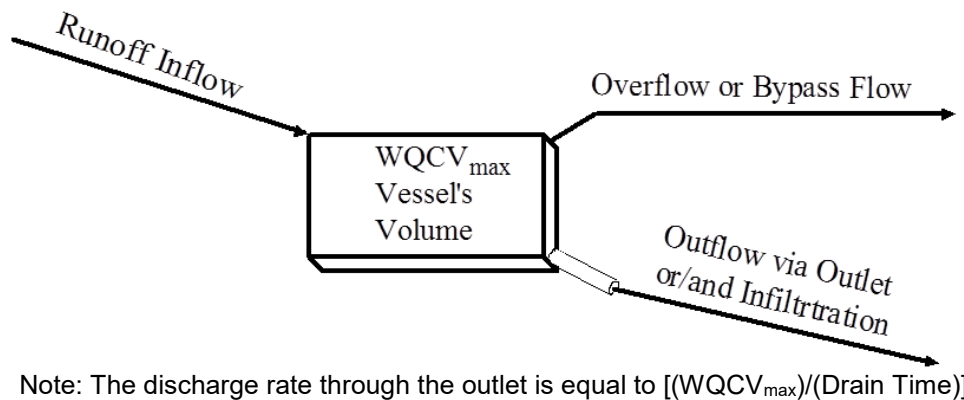 Runoff Inflow
Overflow or Bypass Flow
WQCVmax
Vessel's
Volume
Outflow via Outlet
or/and Infiltrtration
Note: The discharge rate through the outlet is equal to [(WQCVmax)/(Drain Time)]